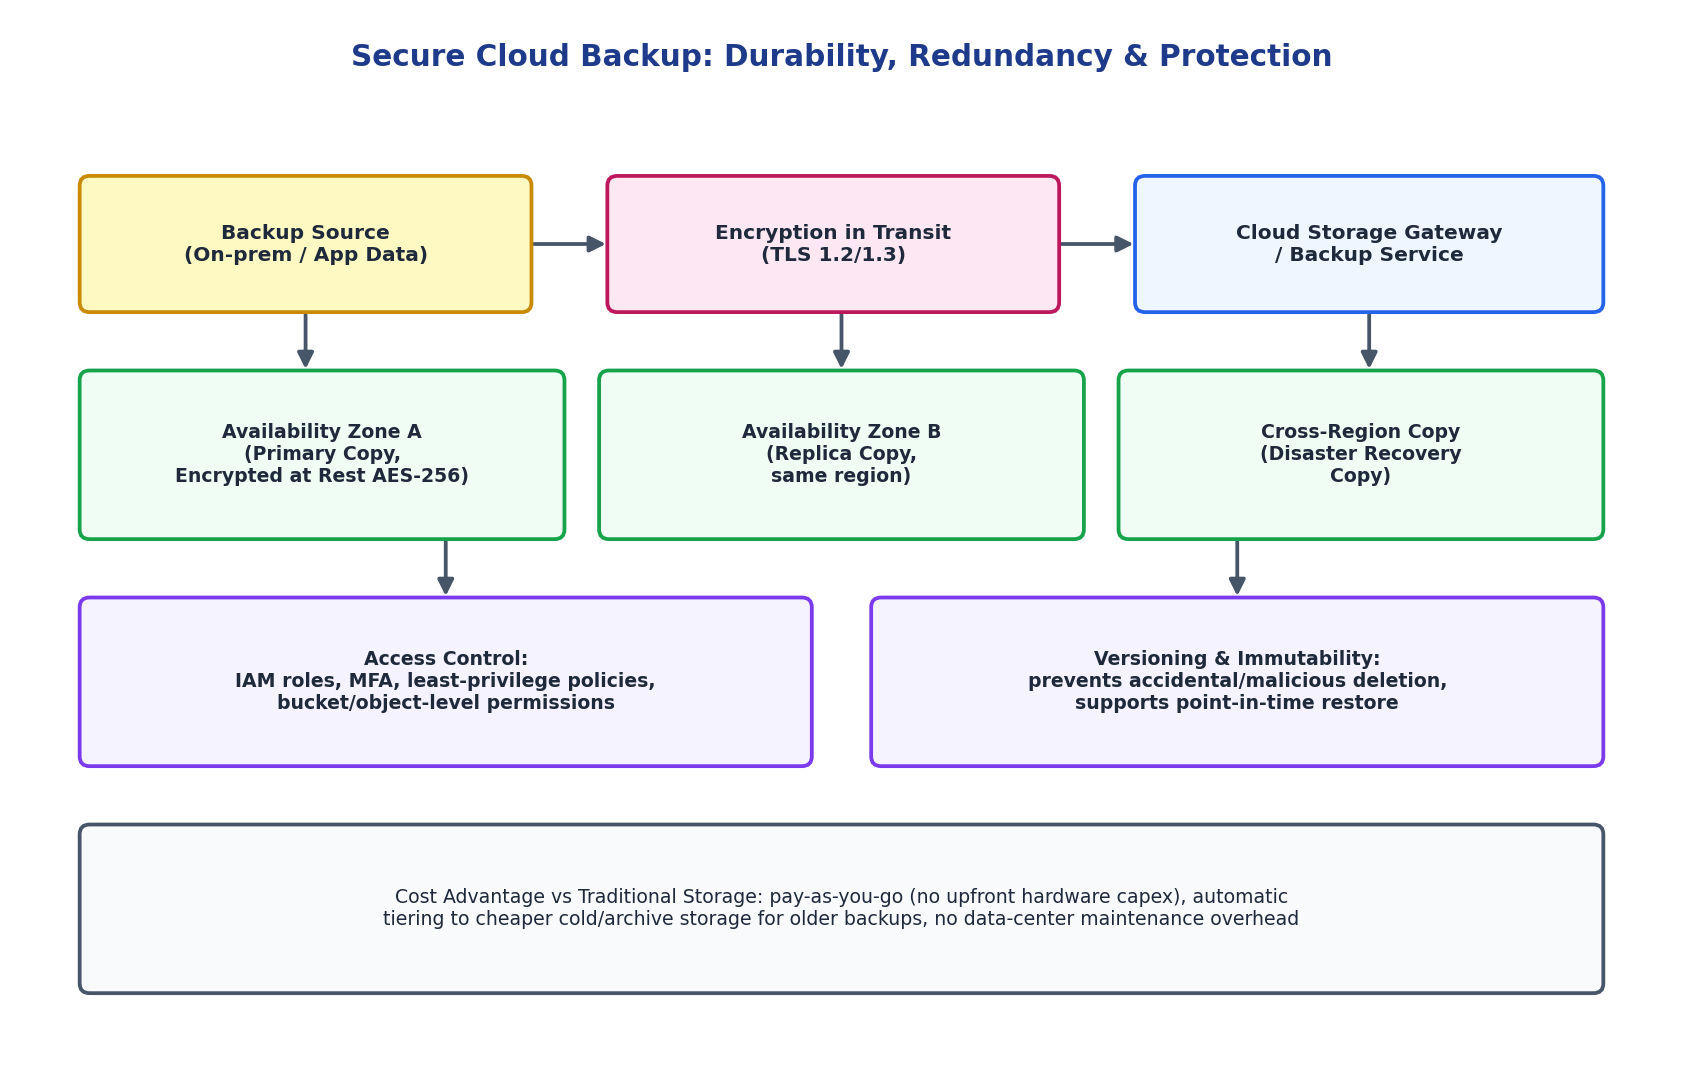 Secure Cloud Backup: Durability, Redundancy & Protection
Backup Source
(On-prem / App Data)
Encryption in Transit
(TLS 1.2/1.3)
Cloud Storage Gateway
/ Backup Service
Availability Zone A
(Primary Copy,
Encrypted at Rest AES-256)
Availability Zone B
(Replica Copy,
same region)
Cross-Region Copy
(Disaster Recovery
Copy)
Access Control:
IAM roles, MFA, least-privilege policies,
bucket/object-level permissions
Versioning & Immutability:
prevents accidental/malicious deletion,
supports point-in-time restore
Cost Advantage vs Traditional Storage: pay-as-you-go (no upfront hardware capex), automatic
tiering to cheaper cold/archive storage for older backups, no data-center maintenance overhead